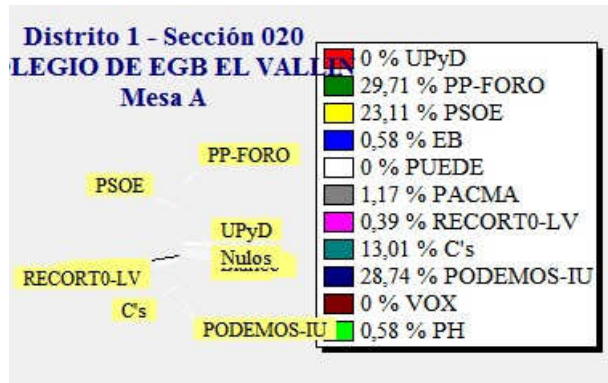 Distrito 1 - Sección 020
LEGIO DE EGB EL VALLIN
Mesa A
0 % UPyD
29,71 % PP-FORO
23,11 % PSOE
0,58 % EB
0 % PUEDE
1,17 % PACMA
0,39 % RECORT0-LV
13,01 % C's
28,74 % PODEMOS-IU
0 % VOX
0,58 % PH
PP-FORO
PSOE
UPyD
Nulos
RECORT0-LV
C's
PODEMOS-IU